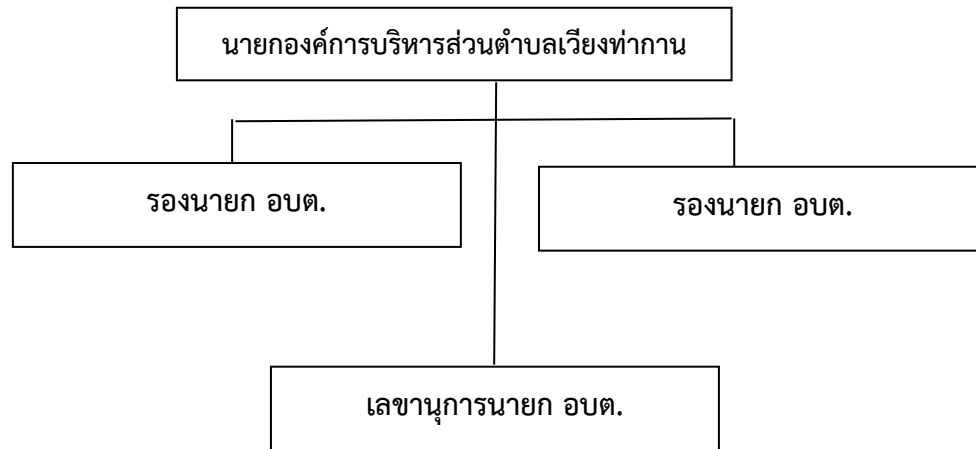 นายกองค์การบริหารส่วนตำบลเวียงท่ากาน
รองนายก อบต.
รองนายก อบต.
เลขานุการนายก อบต.